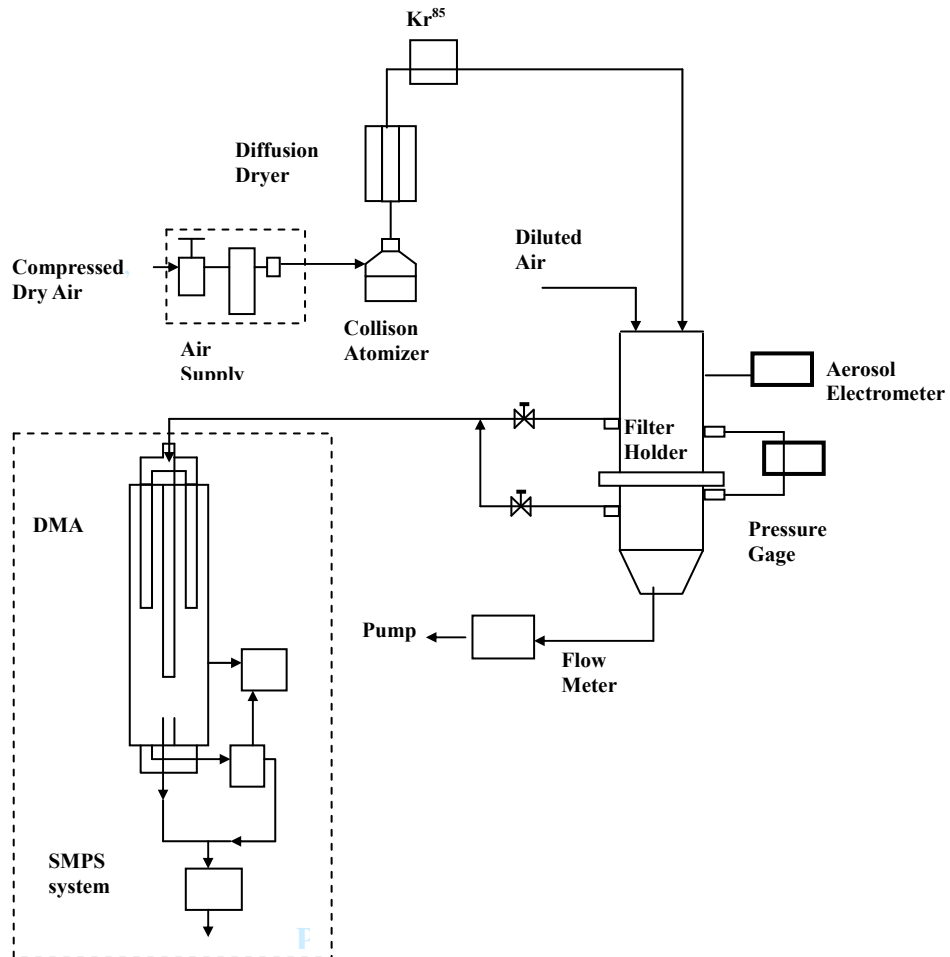 Kr85
Diffusion
Dryer
Diluted
Air
Compressed
Dry Air
Collison
Atomizer
Air
Supply
Aerosol
Electrometer
Filter
Holder
DMA
Pressure
Gage
Pump
Flow
Meter
SMPS
system